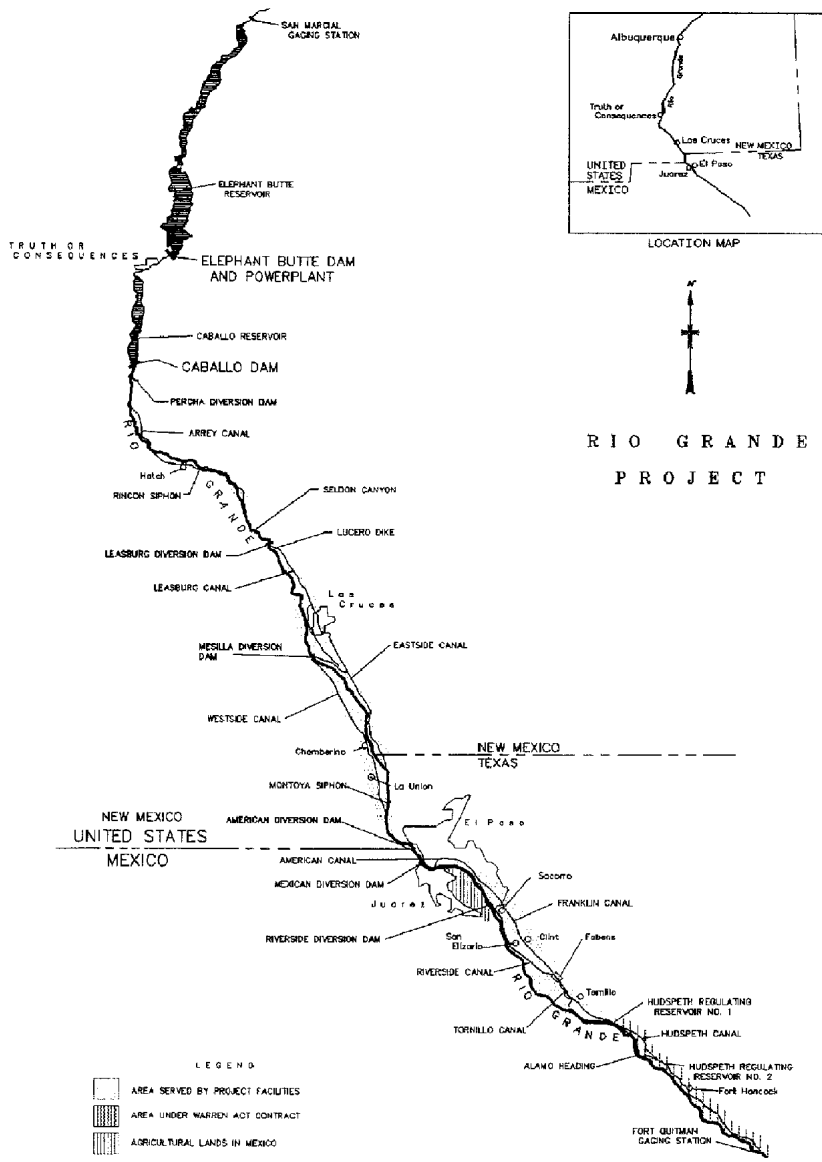 SAN MARCIAL
GAGING STATION
Albuquerque
Rio
Grande
Truth or
Consequences
Las Cruces
NEW MEXICO
TEXAS
UNITED
STATES
MEXICO
El Paso
Juarez
LOCATION MAP
ELEPHANT BUTTE
RESERVOIR
TRUTH OR
CONSEQUENCES
ELEPHANT BUTTE DAM
AND POWERPLANT
N
CABALLO RESERVOIR
CABALLO DAM
PERCHA DIVERSION DAM
RIO GRANDE
PROJECT
ARREY CANAL
RIO
GRANDE
Hatch
RINCON SIPHON
SELDON CANYON
LUCERO DIKE
LEASBURG DIVERSION DAM
LEASBURG CANAL
Las
Cruces
MESILLA DIVERSION
DAM
EASTSIDE CANAL
WESTSIDE CANAL
Chamberino
NEW MEXICO
TEXAS
MONTOYA SIPHON
La Union
El Paso
AMERICAN DIVERSION DAM
NEW MEXICO
UNITED STATES
MEXICO
AMERICAN CANAL
MEXICAN DIVERSION DAM
Juarez
Socorro
FRANKLIN CANAL
RIVERSIDE DIVERSION DAM
San
Elizario
Clint
Fabens
RIVERSIDE CANAL
Tornillo
RIO GRANDE
HUDSPETH REGULATING
RESERVOIR NO. 1
TORNILLO CANAL
HUDSPETH CANAL
ALAMO HEADING
HUDSPETH REGULATING
RESERVOIR NO. 2
Fort Hancock
FORT QUITMAN
GAGING STATION
LEGEND
AREA SERVED BY PROJECT FACILITIES
AREA UNDER WARREN ACT CONTRACT
AGRICULTURAL LANDS IN MEXICO